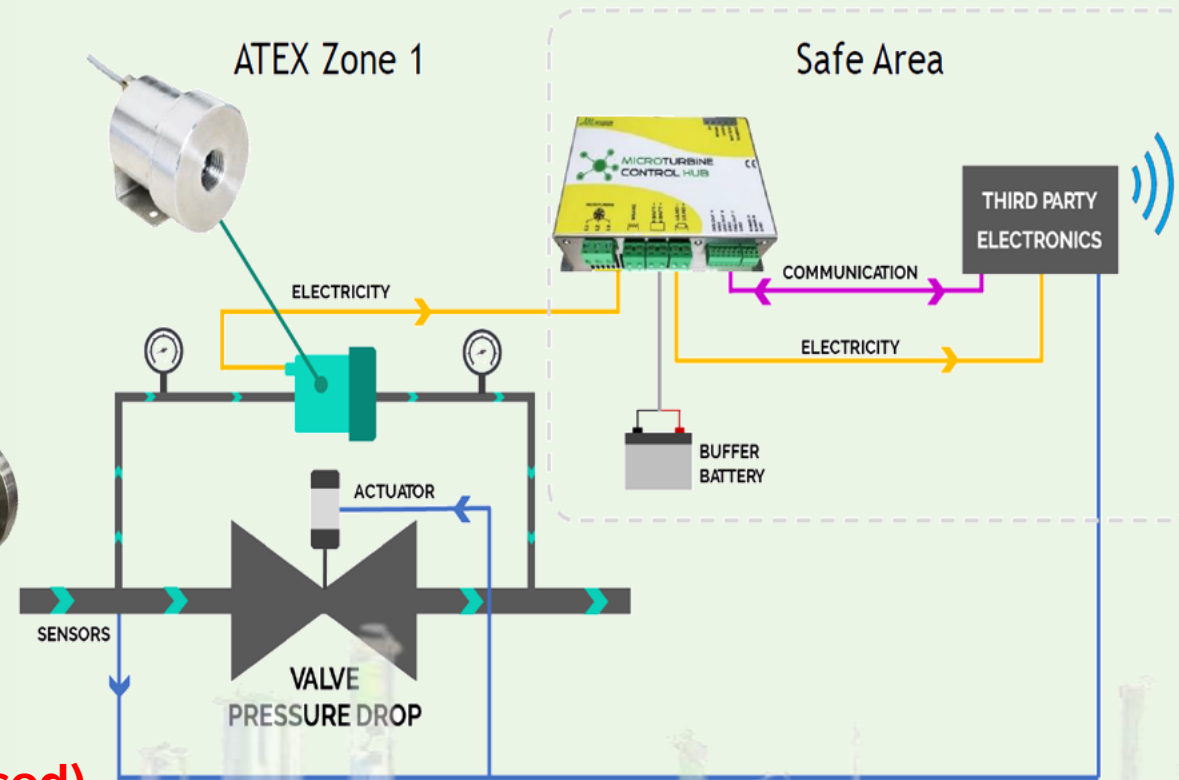 ATEX Zone 1
Safe Area
MICROTURBINE
CONTROL HUB
CE
THIRD PARTY
ELECTRONICS
COMMUNICATION
ELECTRICITY
ELECTRICITY
BUFFER
BATTERY
ACTUATOR
SENSORS
VALVE
PRESSURE DROP